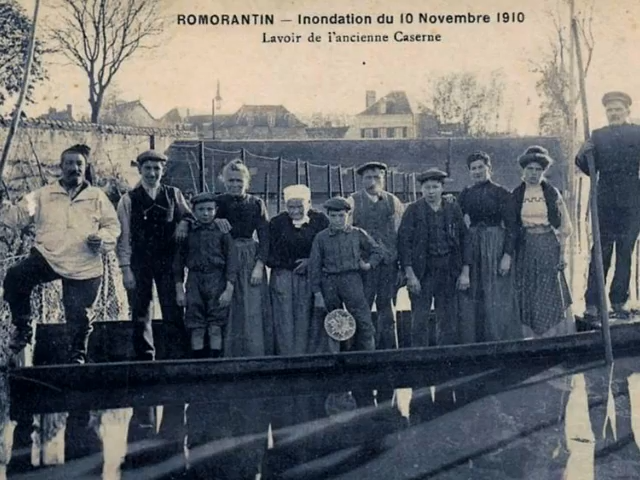 ROMORANTIN – Inondation du 10 Novembre 1910
Lavoir de l'ancienne Caserne